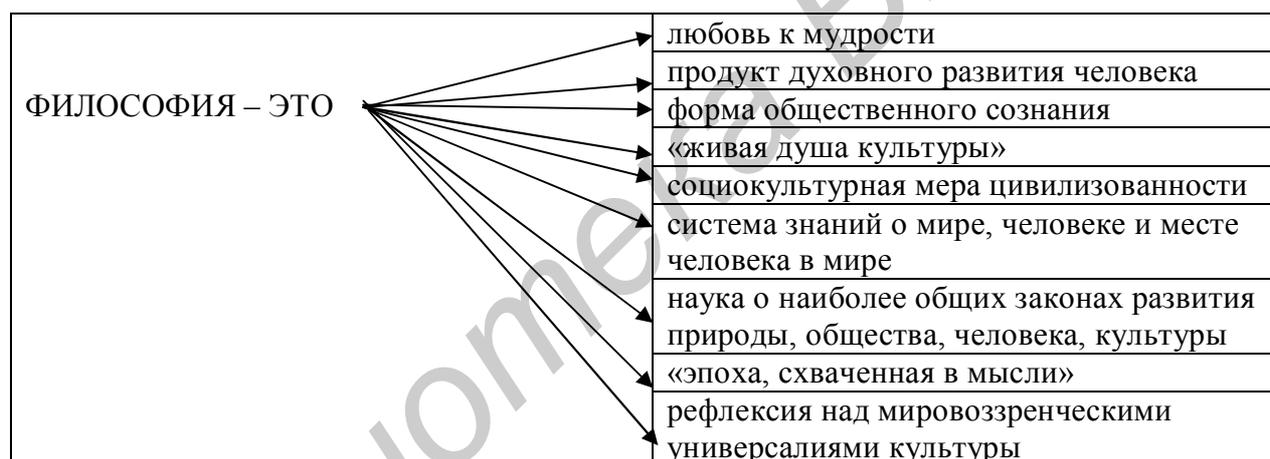 любовь к мудрости
продукт духовного развития человека
ФИЛОСОФИЯ – ЭТО
форма общественного сознания
«живая душа культуры»
социокультурная мера цивилизованности
система знаний о мире, человеке и месте
человека в мире
наука о наиболее общих законах развития
природы, общества, человека, культуры
«эпоха, схваченная в мысли»
рефлексия над мировоззренческими
универсалиями культуры